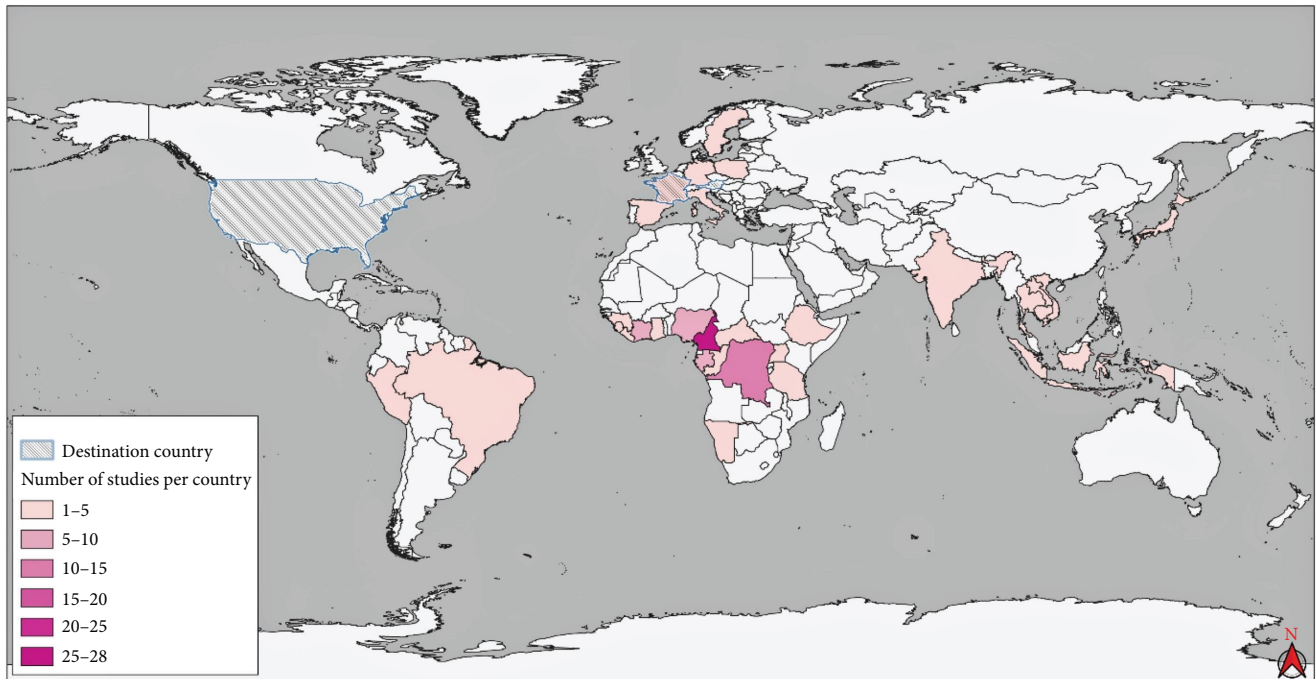 Destination country
Number of studies per country
1–5
5–10
10–15
15–20
20–25
25–28
N